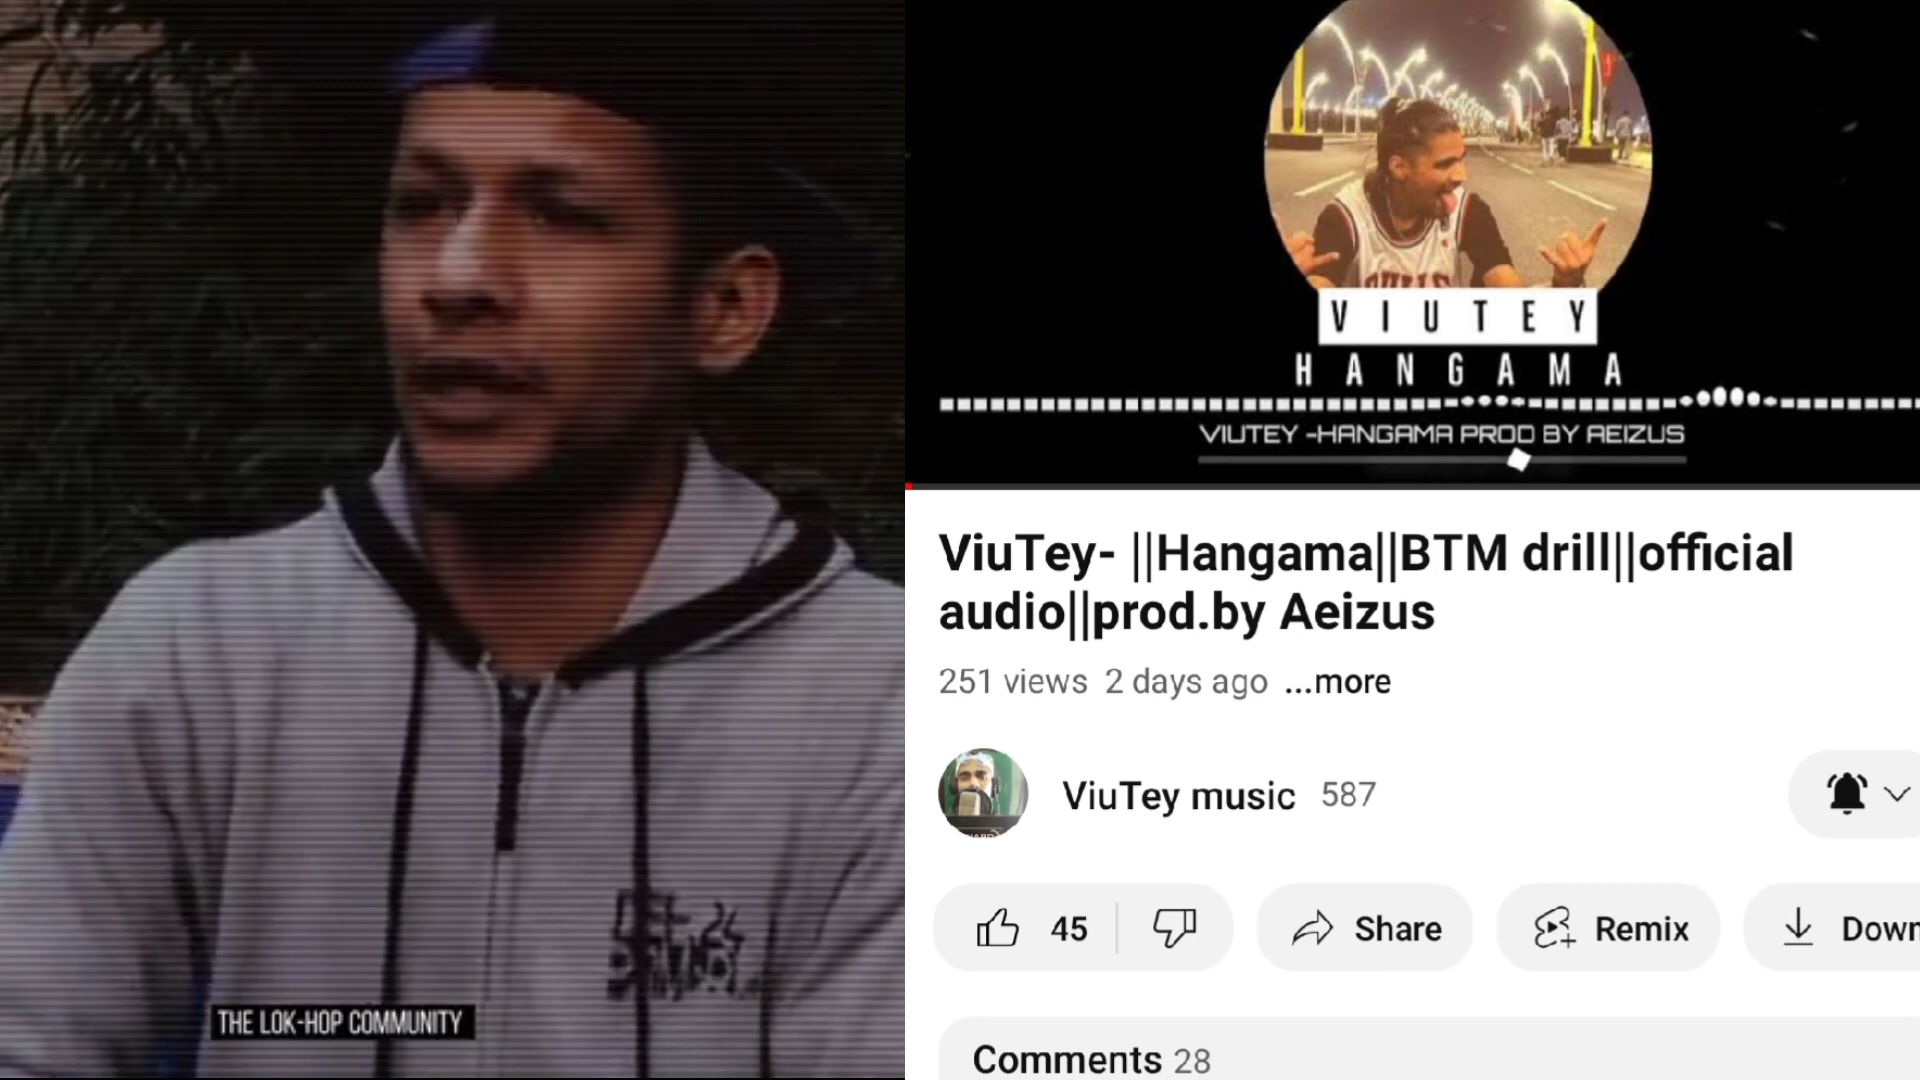 THE LOK-HOP COMMUNITY
VIUTEY
HANGAMA
VIUTEY -HANGAMA PROD BY AEIZUS
ViuTey- ||Hangama||BTM drill||official
audio||prod.by Aeizus
251 views 2 days ago ...more
ViuTey music 587
45 Share Remix Down
Comments 28